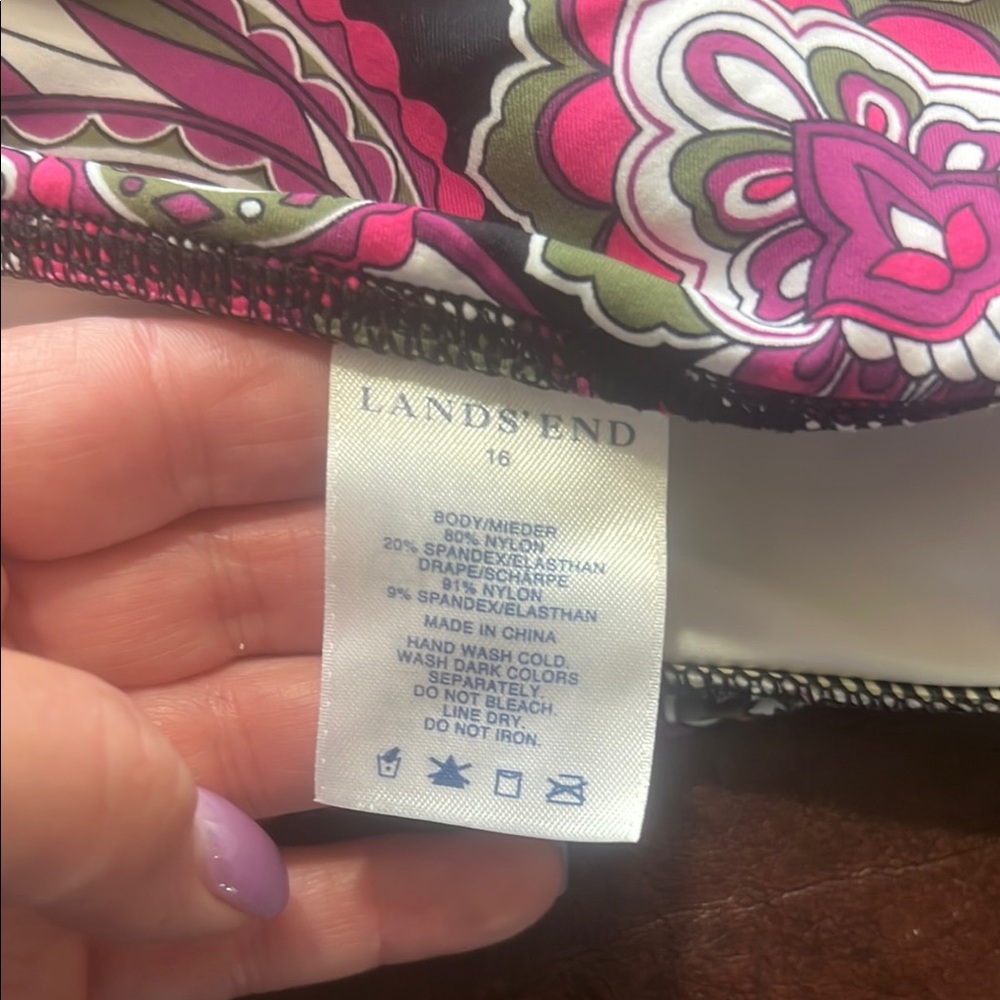 LANDS' END
16
BODY/MIEDER
80% NYLON
20% SPANDEX/ELASTHAN
DRAPE/SCHÄRPE
91% NYLON
9% SPANDEX/ELASTHAN
MADE IN CHINA
HAND WASH COLD.
WASH DARK COLORS
SEPARATELY.
DO NOT BLEACH.
LINE DRY.
DO NOT IRON.